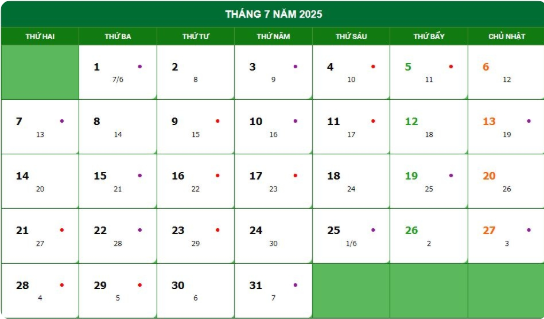 THÁNG 7 NĂM 2025
THỨ HAI THỨ BA THỨ TƯ THỨ NĂM THỨ SÁU THỨ BẨY CHỦ NHẬT
1 2 3 4 5 6
7/6 8 9 10 11 12
7 8 9 10 11 12 13
13 14 15 16 17 18 19
14 15 16 17 18 19 20
20 21 22 23 24 25 26
21 22 23 24 25 26 27
27 28 29 30 1/6 2 3
28 29 30 31
4 5 6 7